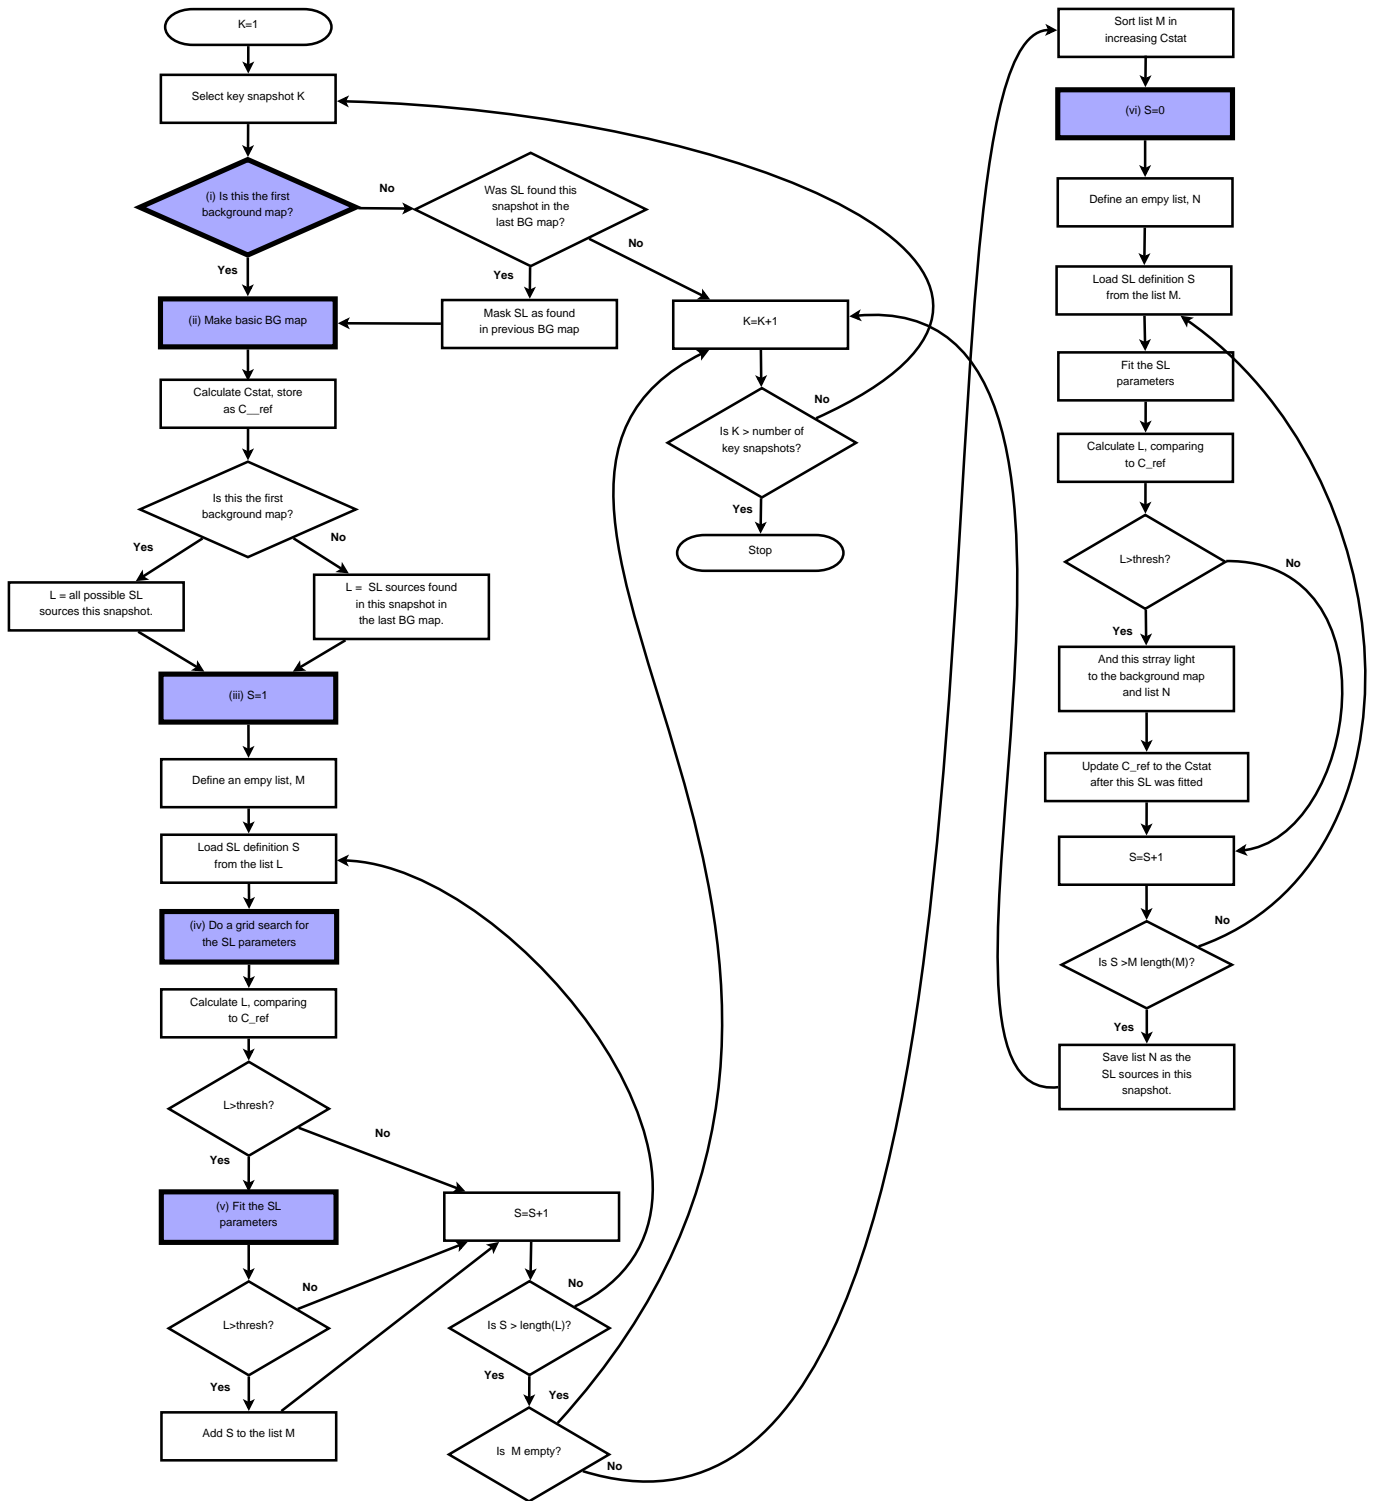 K=1
Select key snapshot K
(i) Is this the first
background map?
No
Yes
Was SL found this
snapshot in the
last BG map?
No
Yes
(ii) Make basic BG map
Mask SL as found
in previous BG map
K=K+1
Calculate Cstat, store
as C__ref
Is K > number of
key snapshots?
No
Yes
Stop
Is this the first
background map?
Yes
No
L = all possible SL
sources this snapshot.
L =  SL sources found
in this snapshot in
the last BG map.
(iii) S=1
Define an empy list, M
Load SL definition S
from the list L
(iv) Do a grid search for
the SL parameters
Calculate L, comparing
to C_ref
L>thresh?
No
Yes
(v) Fit the SL
parameters
S=S+1
L>thresh?
No
Yes
Add S to the list M
Is S > length(L)?
No
Yes
Is  M empty?
Yes
No
Sort list M in
increasing Cstat
(vi) S=0
Define an empy list, N
Load SL definition S
from the list M.
Fit the SL
parameters
Calculate L, comparing
to C_ref
L>thresh?
No
Yes
And this strray light
to the background map
and list N
Update C_ref to the Cstat
after this SL was fitted
S=S+1
Is S >M length(M)?
No
Yes
Save list N as the
SL sources in this
snapshot.